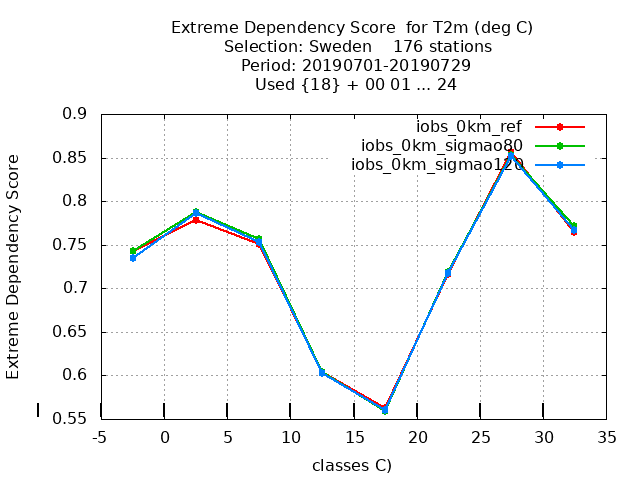 Extreme Dependency Score  for T2m (deg C)
Selection: Sweden    176 stations
Period: 20190701-20190729
Used {18} + 00 01 ... 24
iobs_0km_ref
iobs_0km_sigmao80
iobs_0km_sigmao120
Extreme Dependency Score
0.9
0.85
0.8
0.75
0.7
0.65
0.6
0.55
-5
0
5
10
15
20
25
30
35
classes C)